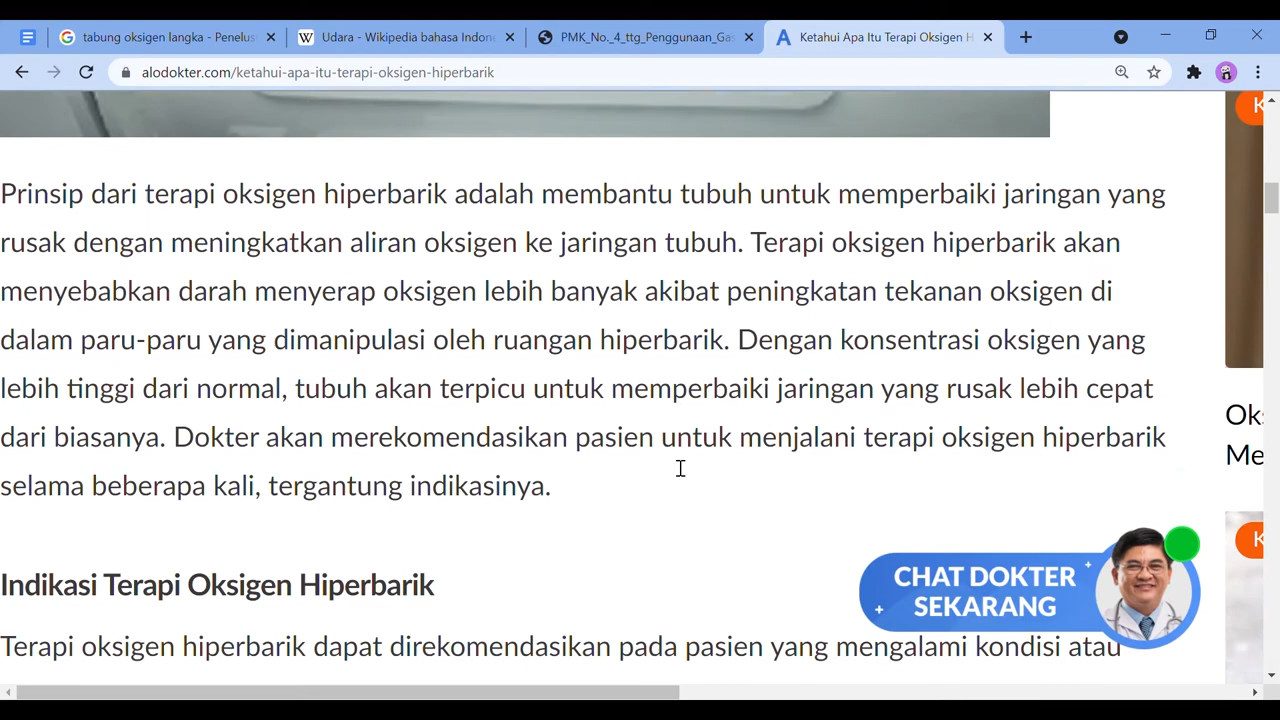 tabung oksigen langka - Penelus
Udara - Wikipedia bahasa Indone
PMK_No._4_ttg_Penggunaan_Gas
Ketahui Apa Itu Terapi Oksigen H
alodokter.com/ketahui-apa-itu-terapi-oksigen-hiperbarik
K
Prinsip dari terapi oksigen hiperbarik adalah membantu tubuh untuk memperbaiki jaringan yang
rusak dengan meningkatkan aliran oksigen ke jaringan tubuh. Terapi oksigen hiperbarik akan
menyebabkan darah menyerap oksigen lebih banyak akibat peningkatan tekanan oksigen di
dalam paru-paru yang dimanipulasi oleh ruangan hiperbarik. Dengan konsentrasi oksigen yang
lebih tinggi dari normal, tubuh akan terpicu untuk memperbaiki jaringan yang rusak lebih cepat
dari biasanya. Dokter akan merekomendasikan pasien untuk menjalani terapi oksigen hiperbarik
selama beberapa kali, tergantung indikasinya.
Oks
Me
K
CHAT DOKTER
SEKARANG
Indikasi Terapi Oksigen Hiperbarik
Terapi oksigen hiperbarik dapat direkomendasikan pada pasien yang mengalami kondisi atau